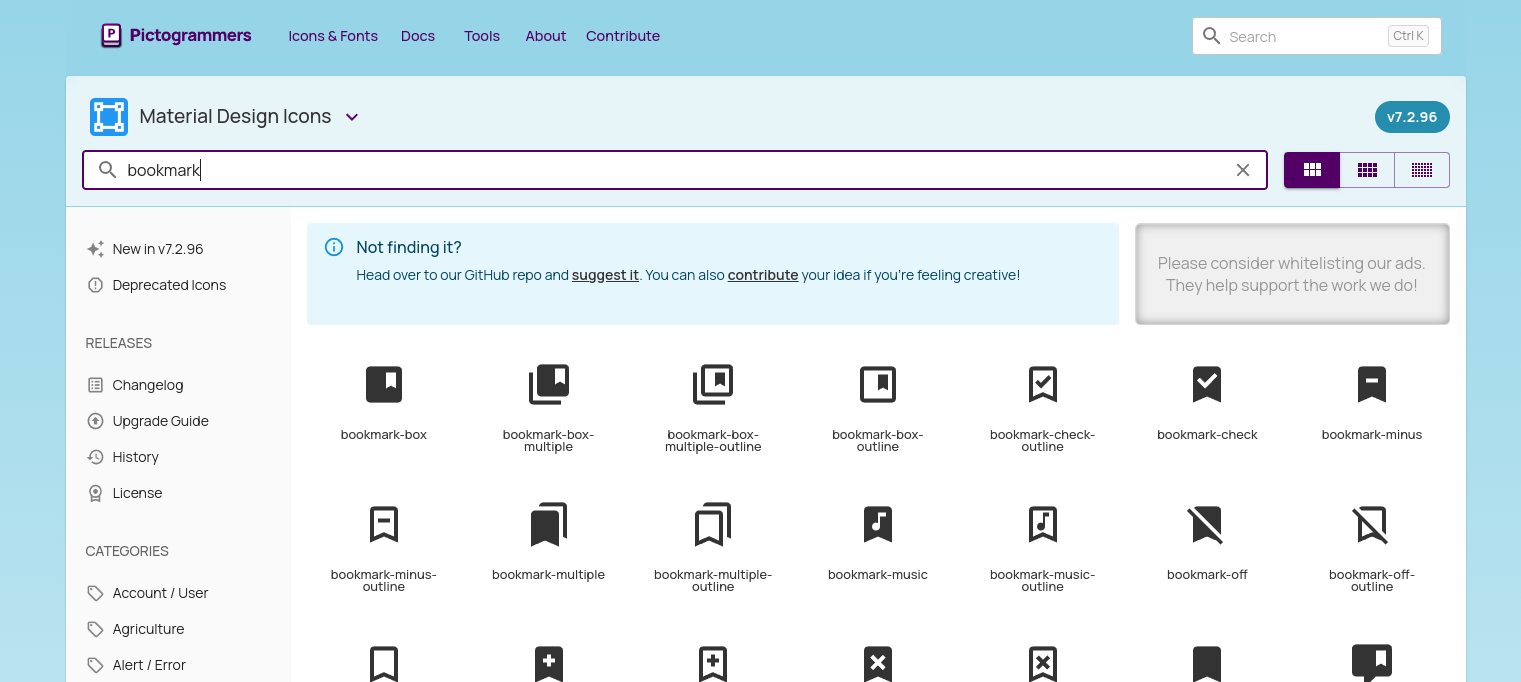 Pictogrammers
Icons & Fonts
Docs
Tools
About
Contribute
Search
Ctrl K
Material Design Icons
v7.2.96
bookmark
New in v7.2.96
Deprecated Icons
RELEASES
Changelog
Upgrade Guide
History
License
CATEGORIES
Account / User
Agriculture
Alert / Error
Not finding it?
Head over to our GitHub repo and suggest it. You can also contribute your idea if you're feeling creative!
Please consider whitelisting our ads.
They help support the work we do!
bookmark-box
bookmark-box-
multiple
bookmark-box-
multiple-outline
bookmark-box-
outline
bookmark-check-
outline
bookmark-check
bookmark-minus
bookmark-minus-
outline
bookmark-multiple
bookmark-multiple-
outline
bookmark-music
bookmark-music-
outline
bookmark-off
bookmark-off-
outline